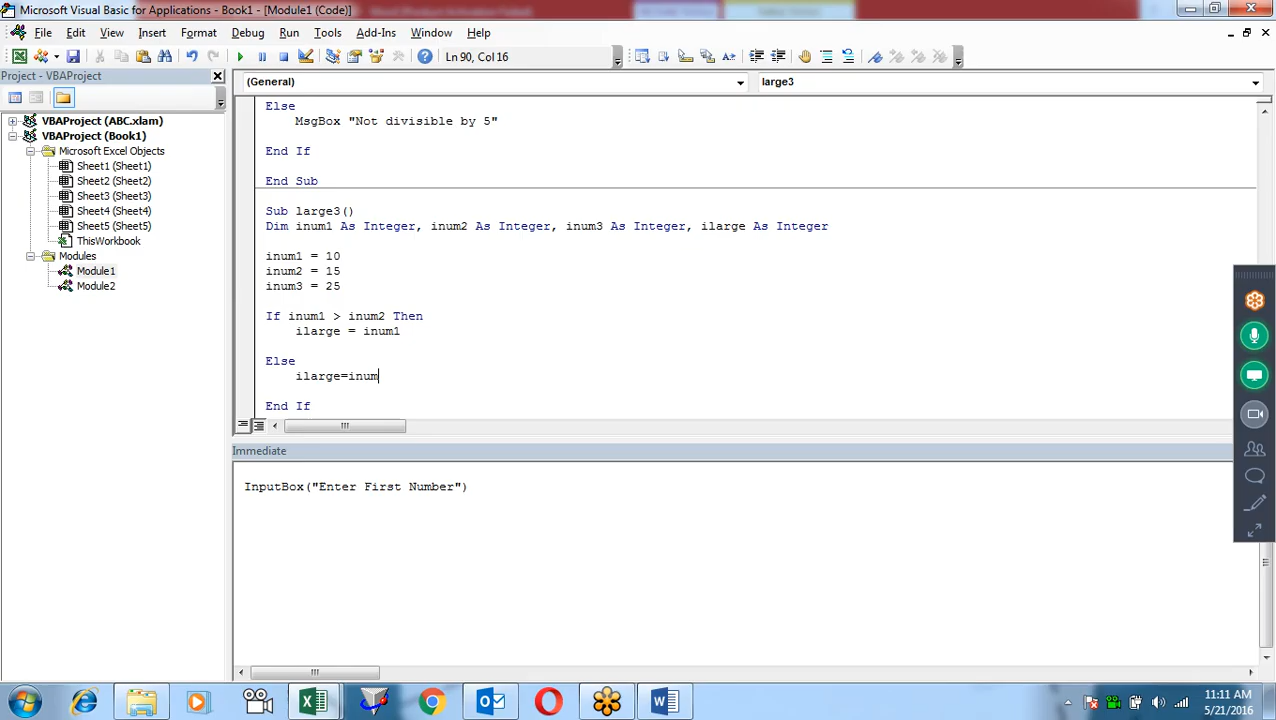 Microsoft Visual Basic for Applications - Book1 - [Module1 (Code)]
File Edit View Insert Format Debug Run Tools Add-Ins Window Help
Ln 90, Col 16
Project - VBAProject
(General)
large3
VBAProject (ABC.xlam)
VBAProject (Book1)
Microsoft Excel Objects
Sheet1 (Sheet1)
Sheet2 (Sheet2)
Sheet3 (Sheet3)
Sheet4 (Sheet4)
Sheet5 (Sheet5)
ThisWorkbook
Modules
Module1
Module2
Else
MsgBox "Not divisible by 5"
End If
End Sub
Sub large3()
Dim inum1 As Integer, inum2 As Integer, inum3 As Integer, ilarge As Integer
inum1 = 10
inum2 = 15
inum3 = 25
If inum1 > inum2 Then
ilarge = inum1
Else
ilarge=inum
End If
Immediate
InputBox("Enter First Number")
11:11 AM
5/21/2016